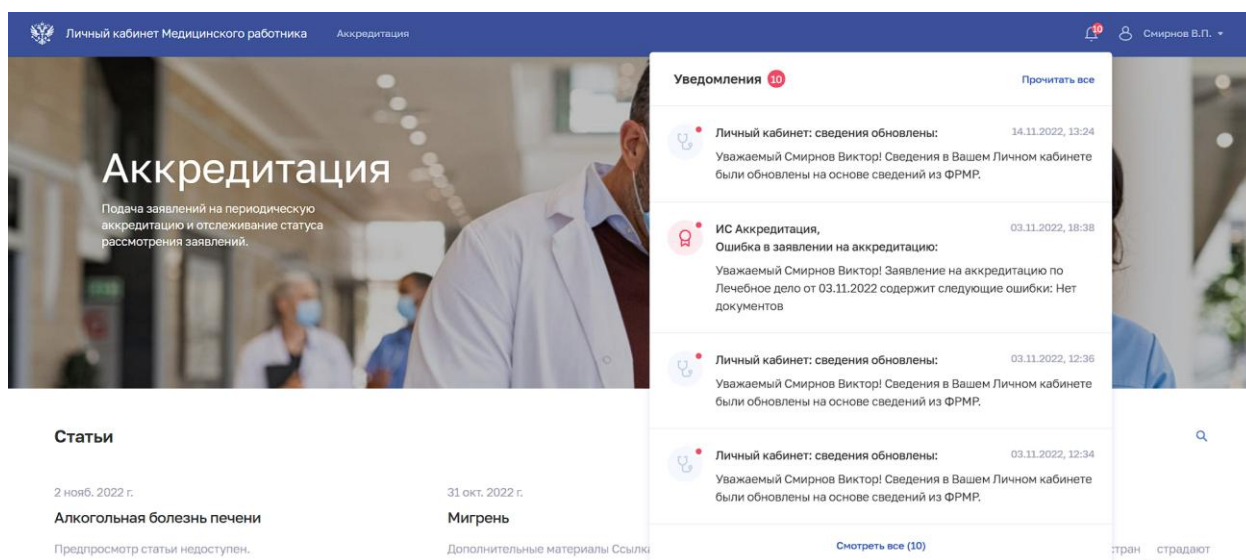 Личный кабинет Медицинского работника
Аккредитация
10
Смирнов В.П.
Аккредитация
Подача заявлений на периодическую
аккредитацию и отслеживание статуса
рассмотрения заявлений.
Уведомления 10
Прочитать все
Личный кабинет: сведения обновлены:
14.11.2022, 13:24
Уважаемый Смирнов Виктор! Сведения в Вашем Личном кабинете
были обновлены на основе сведений из ФРМР.
ИС Аккредитация,
03.11.2022, 18:38
Ошибка в заявлении на аккредитацию:
Уважаемый Смирнов Виктор! Заявление на аккредитацию по
Лечебное дело от 03.11.2022 содержит следующие ошибки: Нет
документов
Личный кабинет: сведения обновлены:
03.11.2022, 12:36
Уважаемый Смирнов Виктор! Сведения в Вашем Личном кабинете
были обновлены на основе сведений из ФРМР.
Личный кабинет: сведения обновлены:
03.11.2022, 12:34
Уважаемый Смирнов Виктор! Сведения в Вашем Личном кабинете
были обновлены на основе сведений из ФРМР.
Смотреть все (10)
Статьи
2 нояб. 2022 г.
Алкогольная болезнь печени
Предпросмотр статьи недоступен.
31 окт. 2022 г.
Мигрень
Дополнительные материалы Ссылк
стран страдают